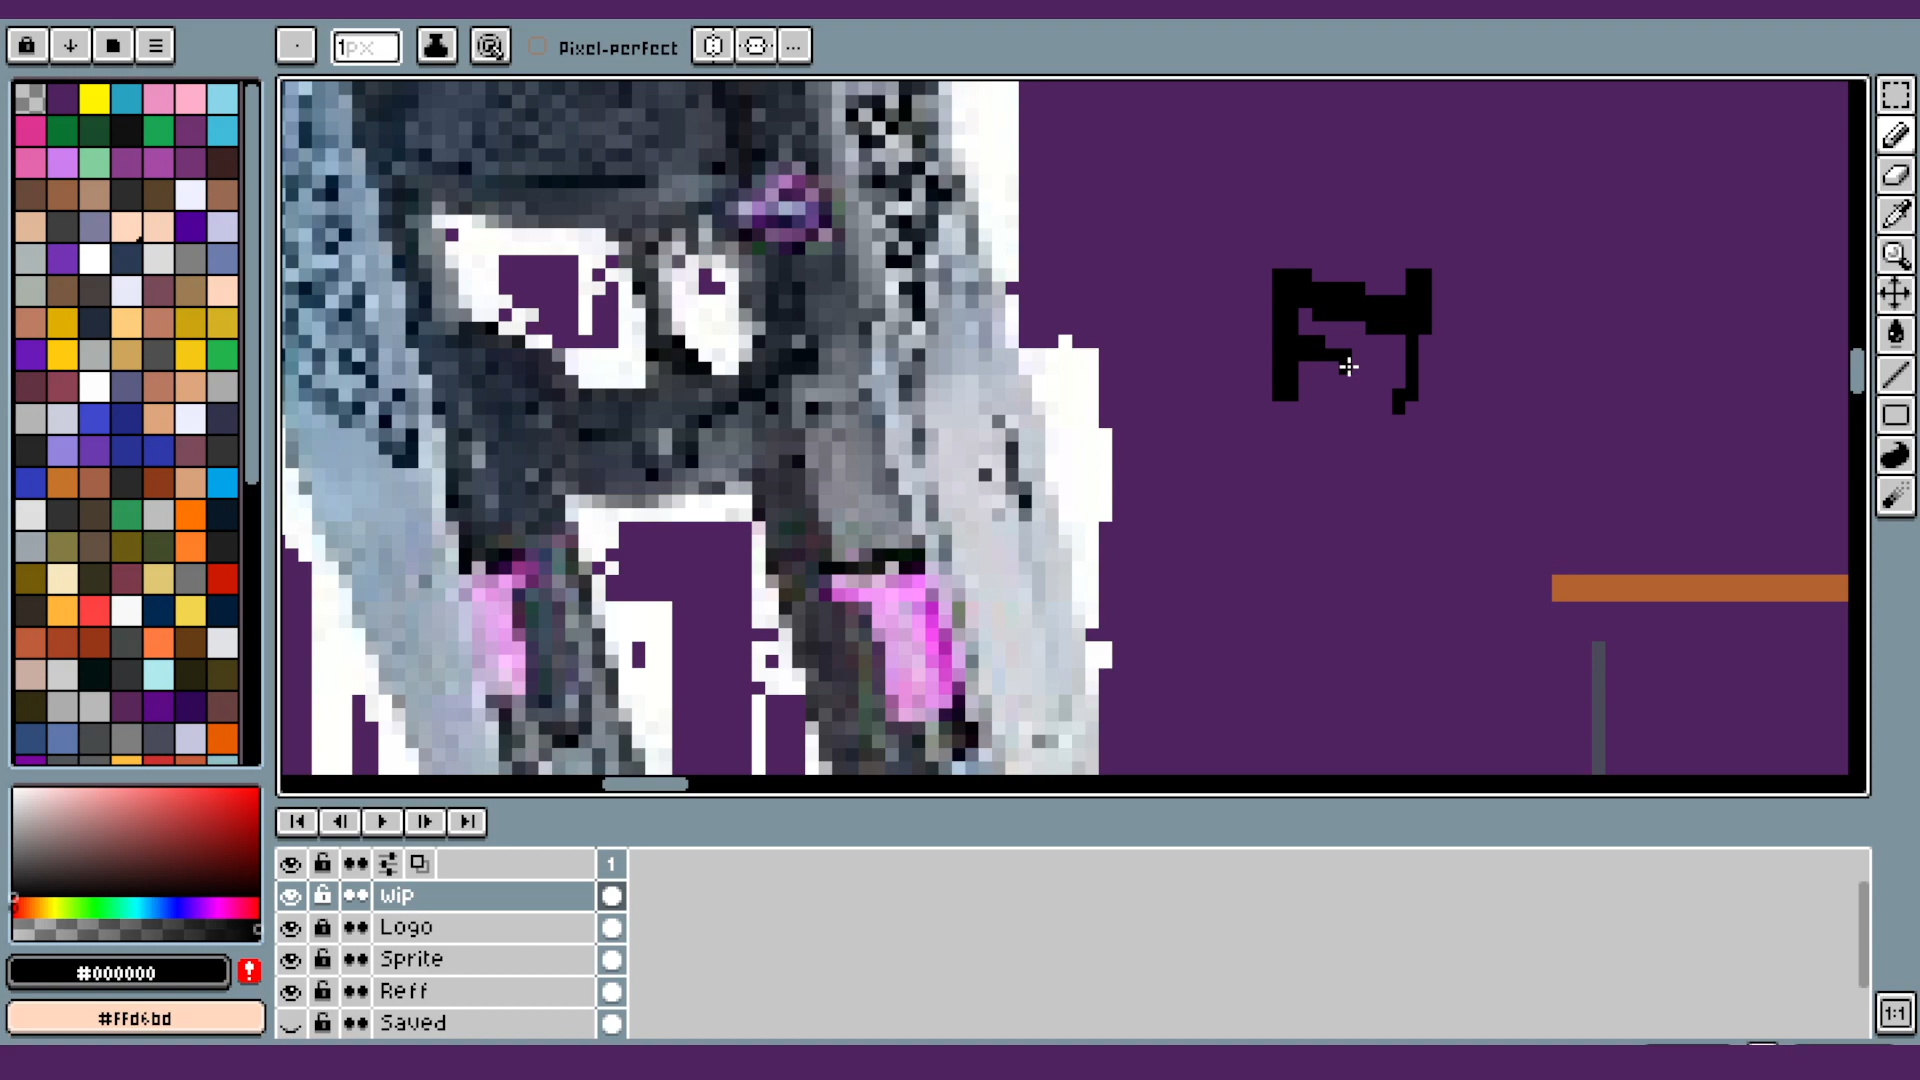 1px
Pixel-perfect
...
1
Wip
Logo
Sprite
Reff
Saved
#000000
!
#ffd6bd
1:1